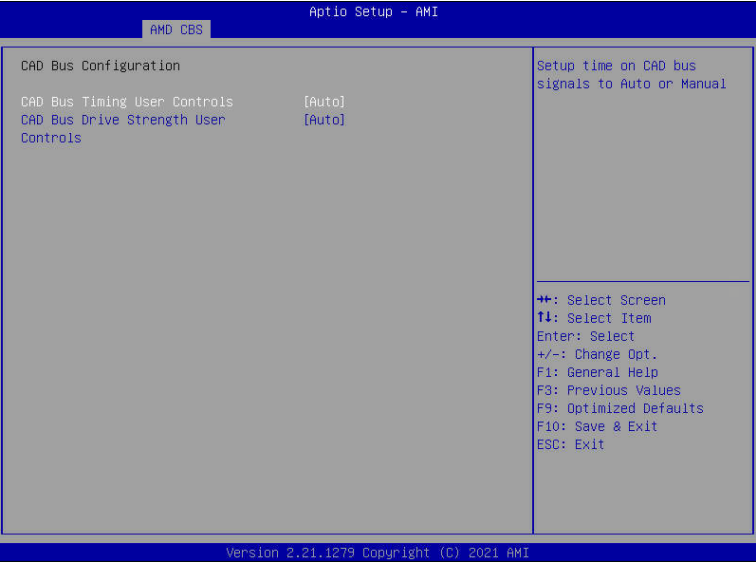 Aptio Setup – AMI
AMD CBS
CAD Bus Configuration
CAD Bus Timing User Controls [Auto]
CAD Bus Drive Strength User [Auto]
Controls
Setup time on CAD bus
signals to Auto or Manual
→←: Select Screen
↑↓: Select Item
Enter: Select
+/-: Change Opt.
F1: General Help
F3: Previous Values
F9: Optimized Defaults
F10: Save & Exit
ESC: Exit
Version 2.21.1279 Copyright (C) 2021 AMI